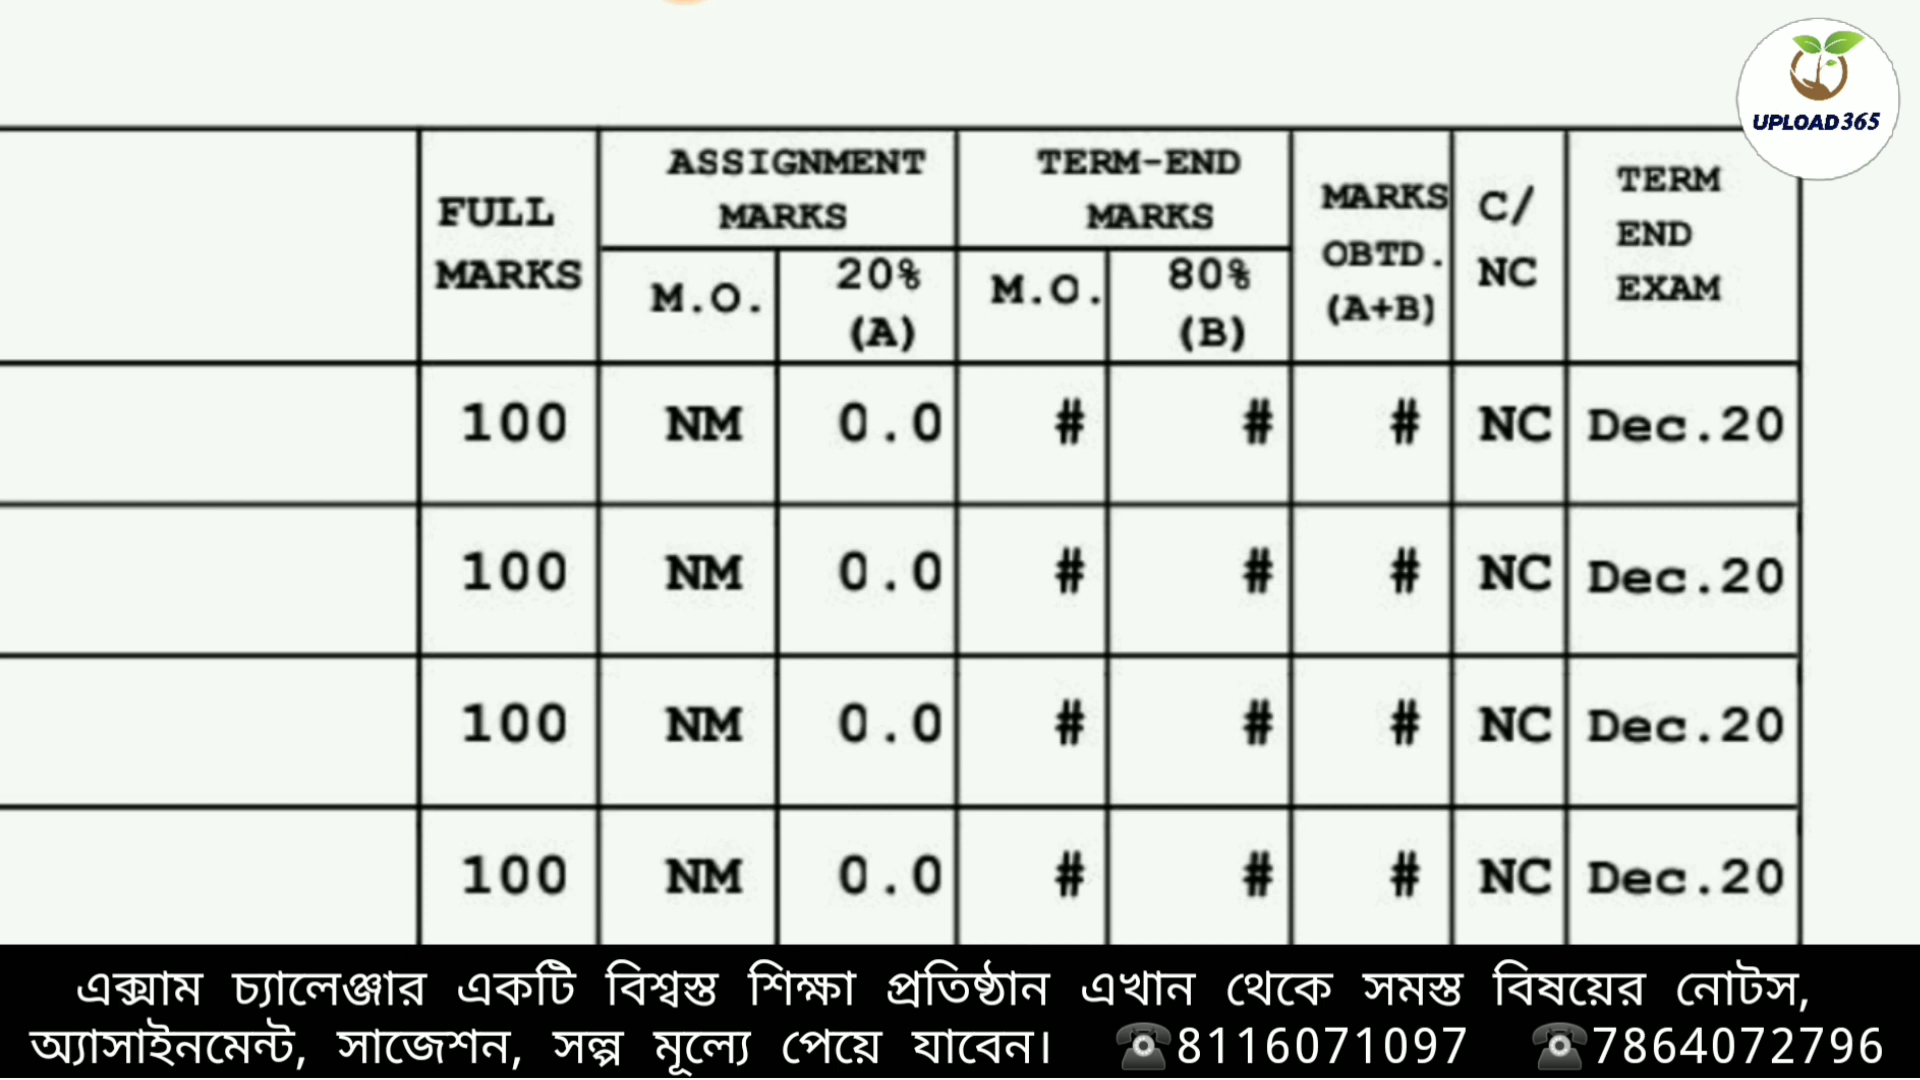 UPLOAD365
FULL MARKS
ASSIGNMENT MARKS
TERM-END MARKS
MARKS OBTD. (A+B)
C/ NC
TERM END EXAM
M.O. 20% (A) M.O. 80% (B)
100 NM 0.0 # # # NC Dec.20
100 NM 0.0 # # # NC Dec.20
100 NM 0.0 # # # NC Dec.20
100 NM 0.0 # # # NC Dec.20
এক্সাম চ্যালেঞ্জার একটি বিশ্বস্ত শিক্ষা প্রতিষ্ঠান এখান থেকে সমস্ত বিষয়ের নোটস,
অ্যাসাইনমেন্ট, সাজেশন, সল্প মূল্যে পেয়ে যাবেন। ☎8116071097 ☎7864072796